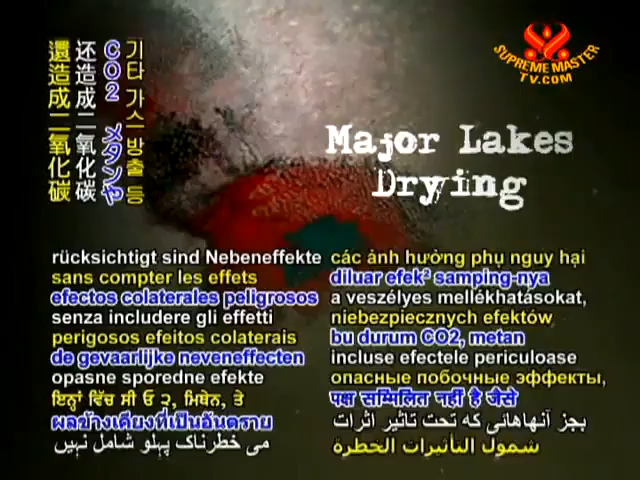 SUPREME MASTER
TV.COM
還造成二氧化碳
还造成二氧化碳
CO2 メタンや
기타 가스 방출 등
Major Lakes
Drying
rücksichtigt sind Nebeneffekte
sans compter les effets
efectos colaterales peligrosos
senza includere gli effetti
perigosos efeitos colaterais
de gevaarlijke neveneffecten
opasne sporedne efekte
ਇਨ੍ਹਾਂ ਵਿੱਚ ਸੀ ਓ ੨, ਮਿਥੇਨ, ਤੇ
ผลข้างเคียงที่เป็นอันตราย
می خطرناک پہلو شامل نہیں
các ảnh hưởng phụ nguy hại
diluar efek² samping-nya
a veszélyes mellékhatásokat,
niebezpiecznych efektów
bu durum CO2, metan
incluse efectele periculoase
опасные побочные эффекты,
पक्ष सम्मिलित नहीं है जैसे
بجز آنهاهائی که تحت تاثیر اثرات
شمول التأثيرات الخطرة